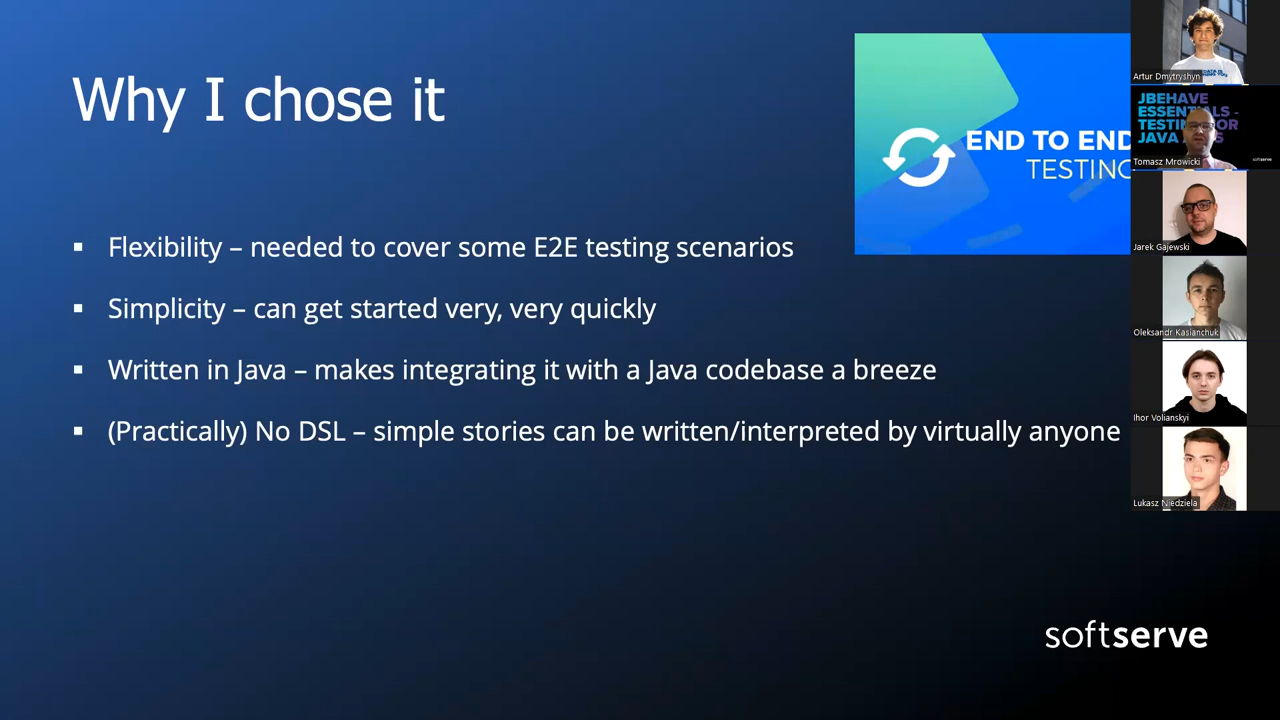 Why I chose it
END TO END
TESTING
▪ Flexibility – needed to cover some E2E testing scenarios
▪ Simplicity – can get started very, very quickly
▪ Written in Java – makes integrating it with a Java codebase a breeze
▪ (Practically) No DSL – simple stories can be written/interpreted by virtually anyone
softserve
Artur Dmytryshyn
JBEHAVE
ESSENTIALS -
JAVA
softserve
Tomasz Mrowicki
Jarek Gajewski
Oleksandr Kasianchuk
Ihor Volianskyi
Lukasz Niedziela